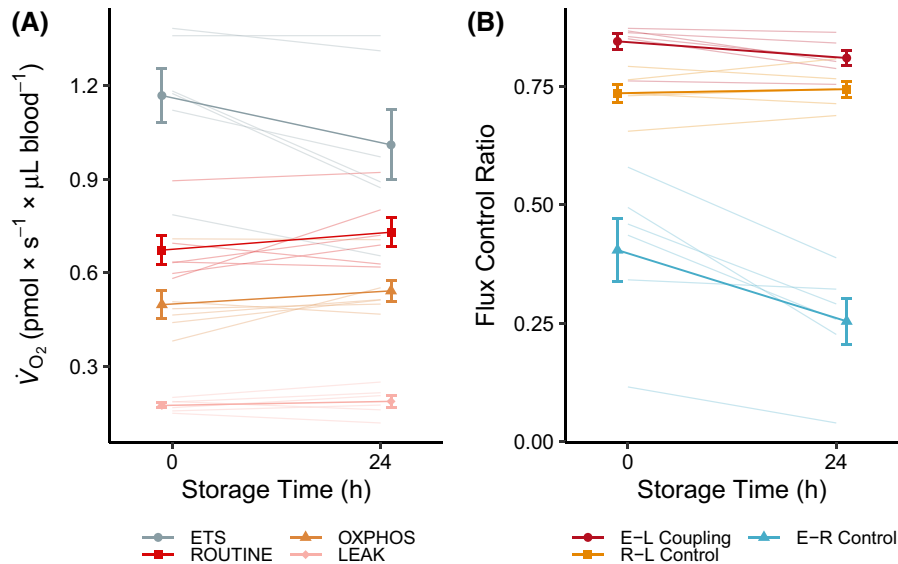 (A)
V̇O₂ (pmol × s⁻¹ × μL blood⁻¹)
1.2
0.9
0.6
0.3
0
24
Storage Time (h)
ETS
OXPHOS
ROUTINE
LEAK
(B)
Flux Control Ratio
0.75
0.50
0.25
0.00
0
24
Storage Time (h)
E−L Coupling
E−R Control
R−L Control